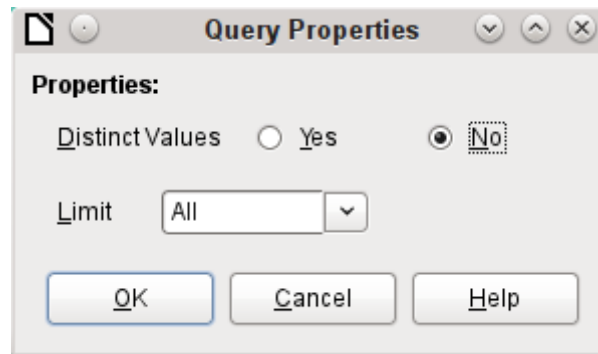 Query Properties
Properties:
Distinct Values Yes No
Limit All
OK Cancel Help